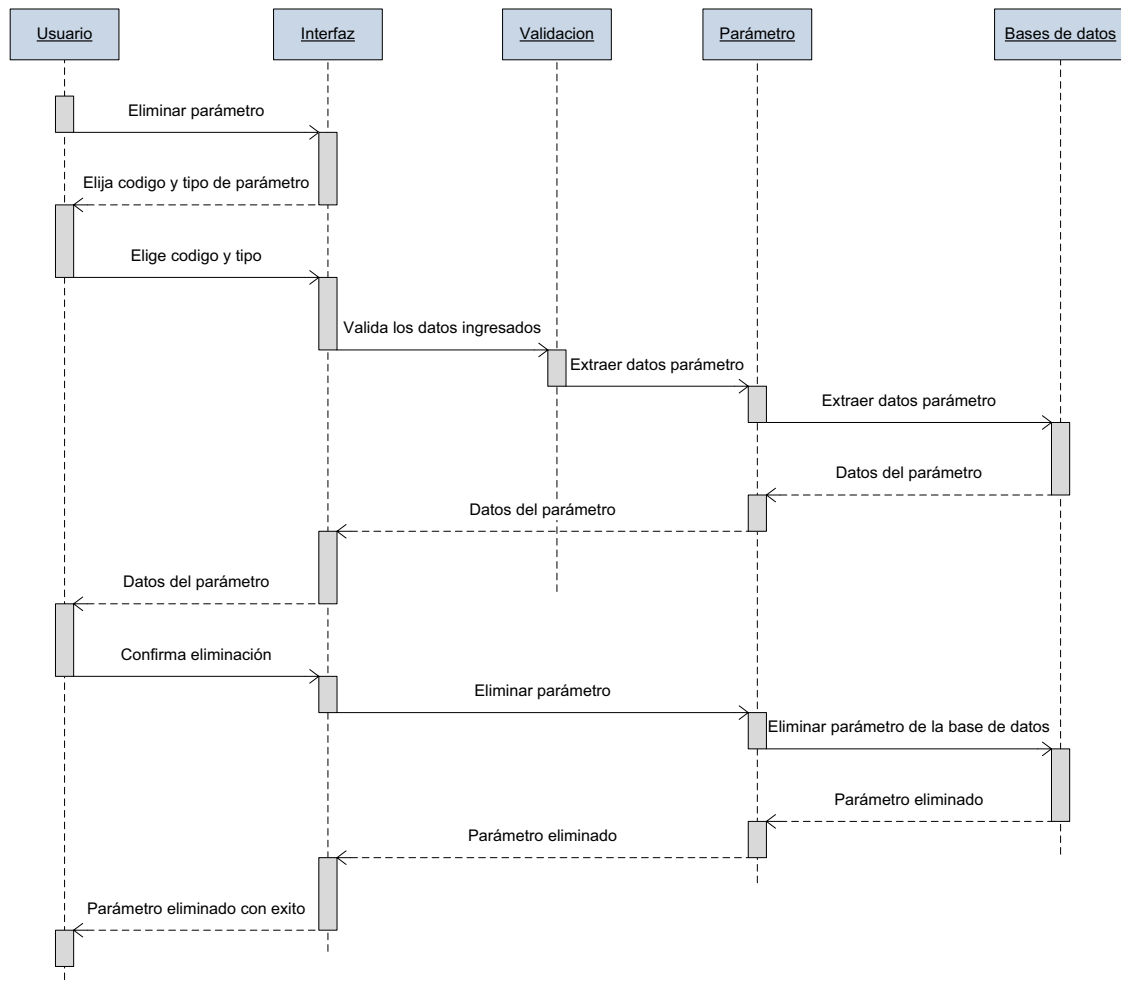 Usuario
Interfaz
Validacion
Parámetro
Bases de datos
Eliminar parámetro
Elija codigo y tipo de parámetro
Elige codigo y tipo
Valida los datos ingresados
Extraer datos parámetro
Extraer datos parámetro
Datos del parámetro
Datos del parámetro
Datos del parámetro
Confirma eliminación
Eliminar parámetro
Eliminar parámetro de la base de datos
Parámetro eliminado
Parámetro eliminado
Parámetro eliminado con exito